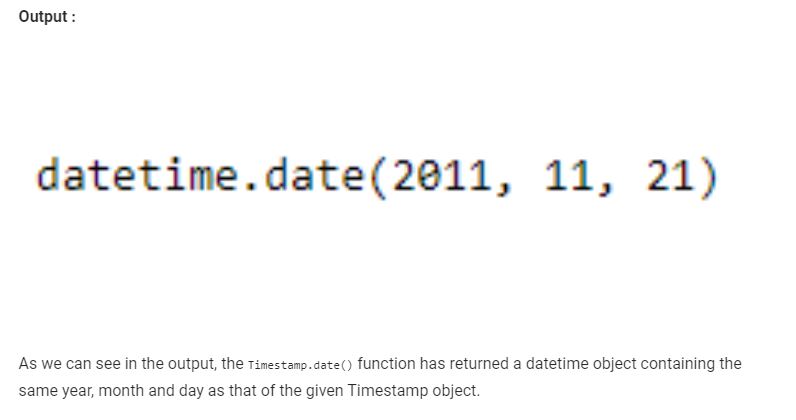 Output :
datetime.date(2011, 11, 21)
As we can see in the output, the Timestamp.date() function has returned a datetime object containing the
same year, month and day as that of the given Timestamp object.